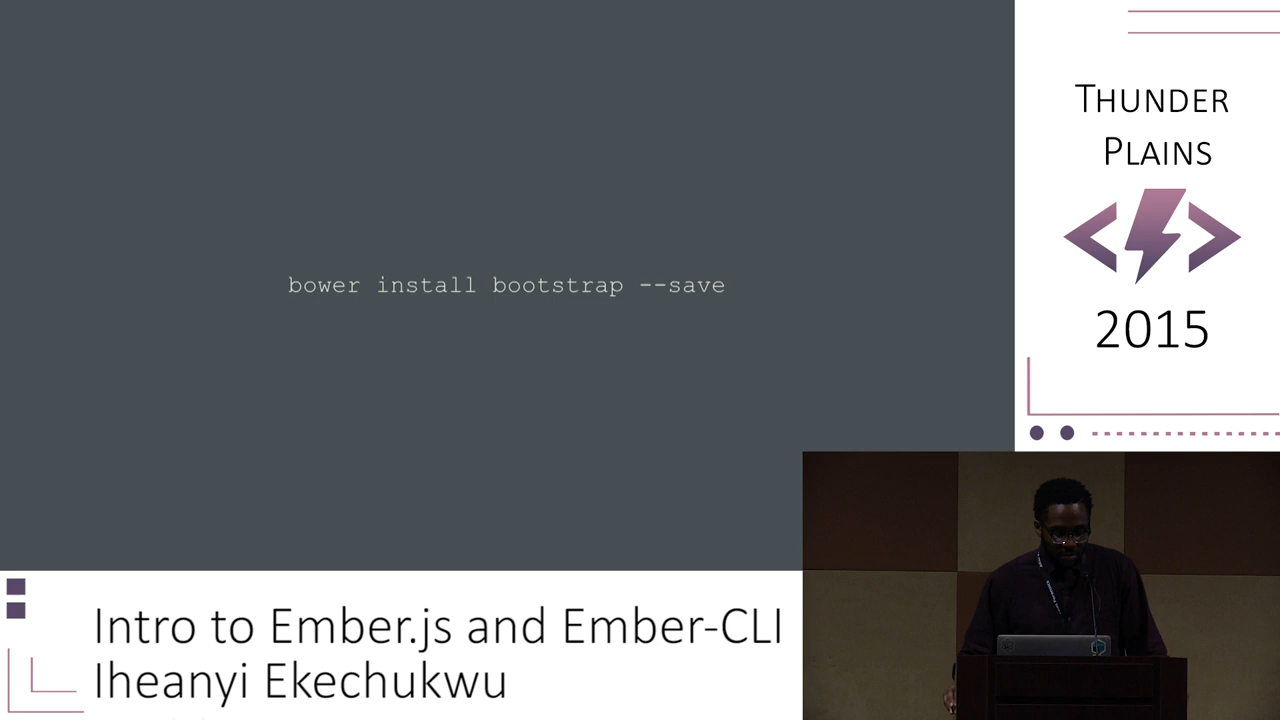 bower install bootstrap --save
THUNDER
PLAINS
2015
Intro to Ember.js and Ember-CLI
Iheanyi Ekechukwu